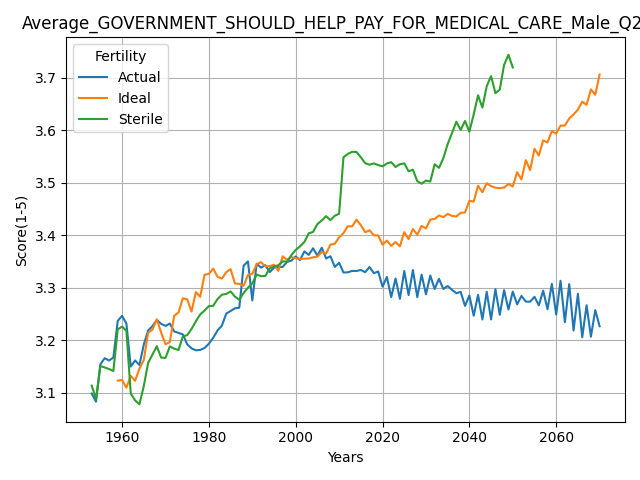 Average_GOVERNMENT_SHOULD_HELP_PAY_FOR_MEDICAL_CARE_Male_Q2
Fertility
Actual
Ideal
Sterile
Score(1-5)
3.7
3.6
3.5
3.4
3.3
3.2
3.1
1960 1980 2000 2020 2040 2060
Years